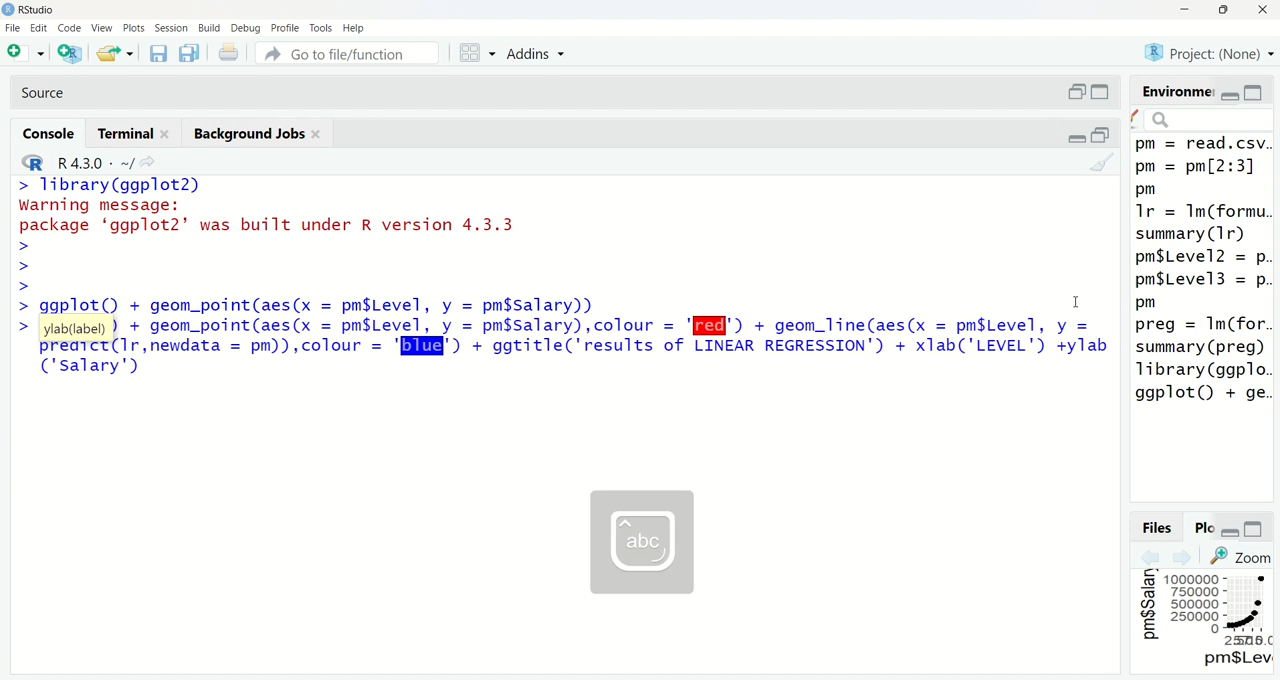 RStudio
File Edit Code View Plots Session Build Debug Profile Tools Help
Go to file/function Addins Project: (None)
Source
Console Terminal Background Jobs
R 4.3.0 · ~/
> library(ggplot2)
Warning message:
package ‘ggplot2’ was built under R version 4.3.3
>
>
>
> ggplot() + geom_point(aes(x = pm$Level, y = pm$Salary))
> ) + geom_point(aes(x = pm$Level, y = pm$Salary),colour = 'red') + geom_line(aes(x = pm$Level, y =
ylab(label)
predict(lr,newdata = pm)),colour = 'blue') + ggtitle('results of LINEAR REGRESSION') + xlab('LEVEL') +ylab
('Salary')
abc
Environme
pm = read.csv..
pm = pm[2:3]
pm
lr = lm(formu..
summary(lr)
pm$Level2 = p..
pm$Level3 = p..
pm
preg = lm(for..
summary(preg)
library(ggplo..
ggplot() + ge..
Files Plo
Zoom
pm$Salary
1000000
750000
500000
250000
0
pm$Lev